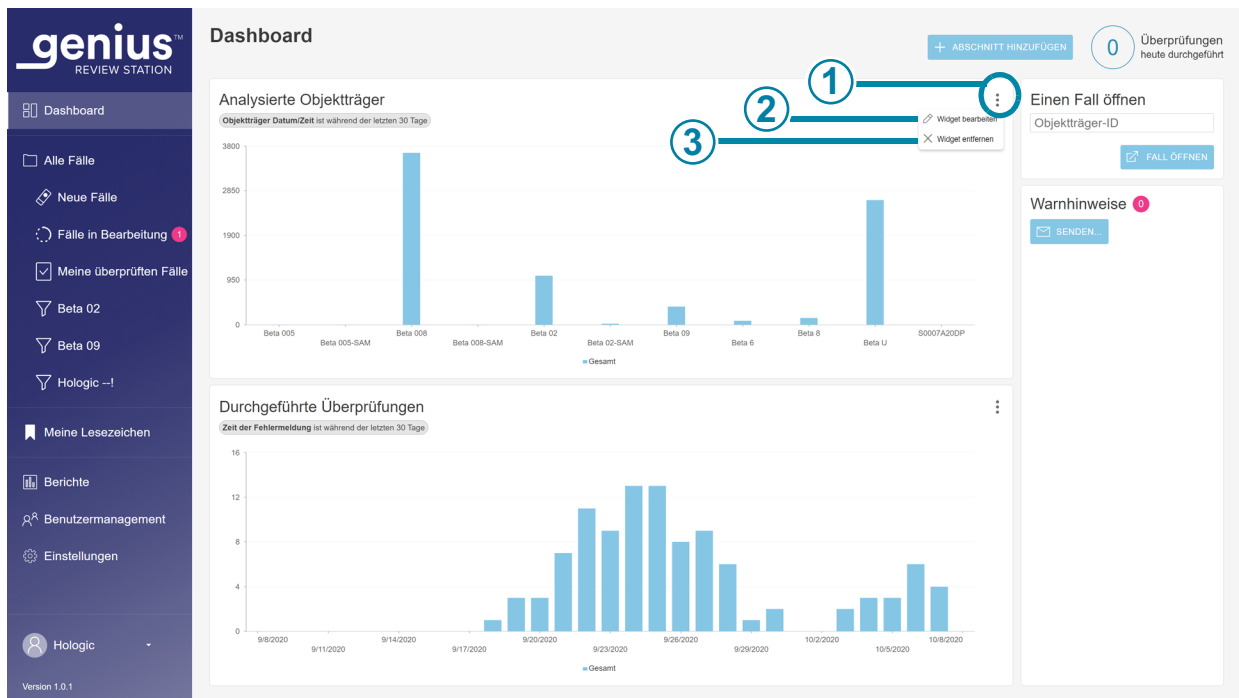 genius™
REVIEW STATION
Dashboard
Alle Fälle
Neue Fälle
Fälle in Bearbeitung 1
Meine überprüften Fälle
Beta 02
Beta 09
Hologic --!
Meine Lesezeichen
Berichte
Benutzermanagement
Einstellungen
Hologic
Version 1.0.1
Dashboard
+ ABSCHNITT HINZUFÜGEN
0
Überprüfungen
heute durchgeführt
1
2
3
Analysierte Objektträger
Objektträger Datum/Zeit ist während der letzten 30 Tage
Widget bearbeiten
Widget entfernen
3800
2850
1900
950
0
Beta 005
Beta 005-SAM
Beta 008
Beta 008-SAM
Beta 02
Beta 02-SAM
Beta 09
Beta 6
Beta 8
Beta U
S0007A20DP
Gesamt
Durchgeführte Überprüfungen
Zeit der Fehlermeldung ist während der letzten 30 Tage
16
12
8
4
0
9/8/2020
9/11/2020
9/14/2020
9/17/2020
9/20/2020
9/23/2020
9/26/2020
9/29/2020
10/2/2020
10/5/2020
10/8/2020
Gesamt
Einen Fall öffnen
Objektträger-ID
FALL ÖFFNEN
Warnhinweise 0
SENDEN...